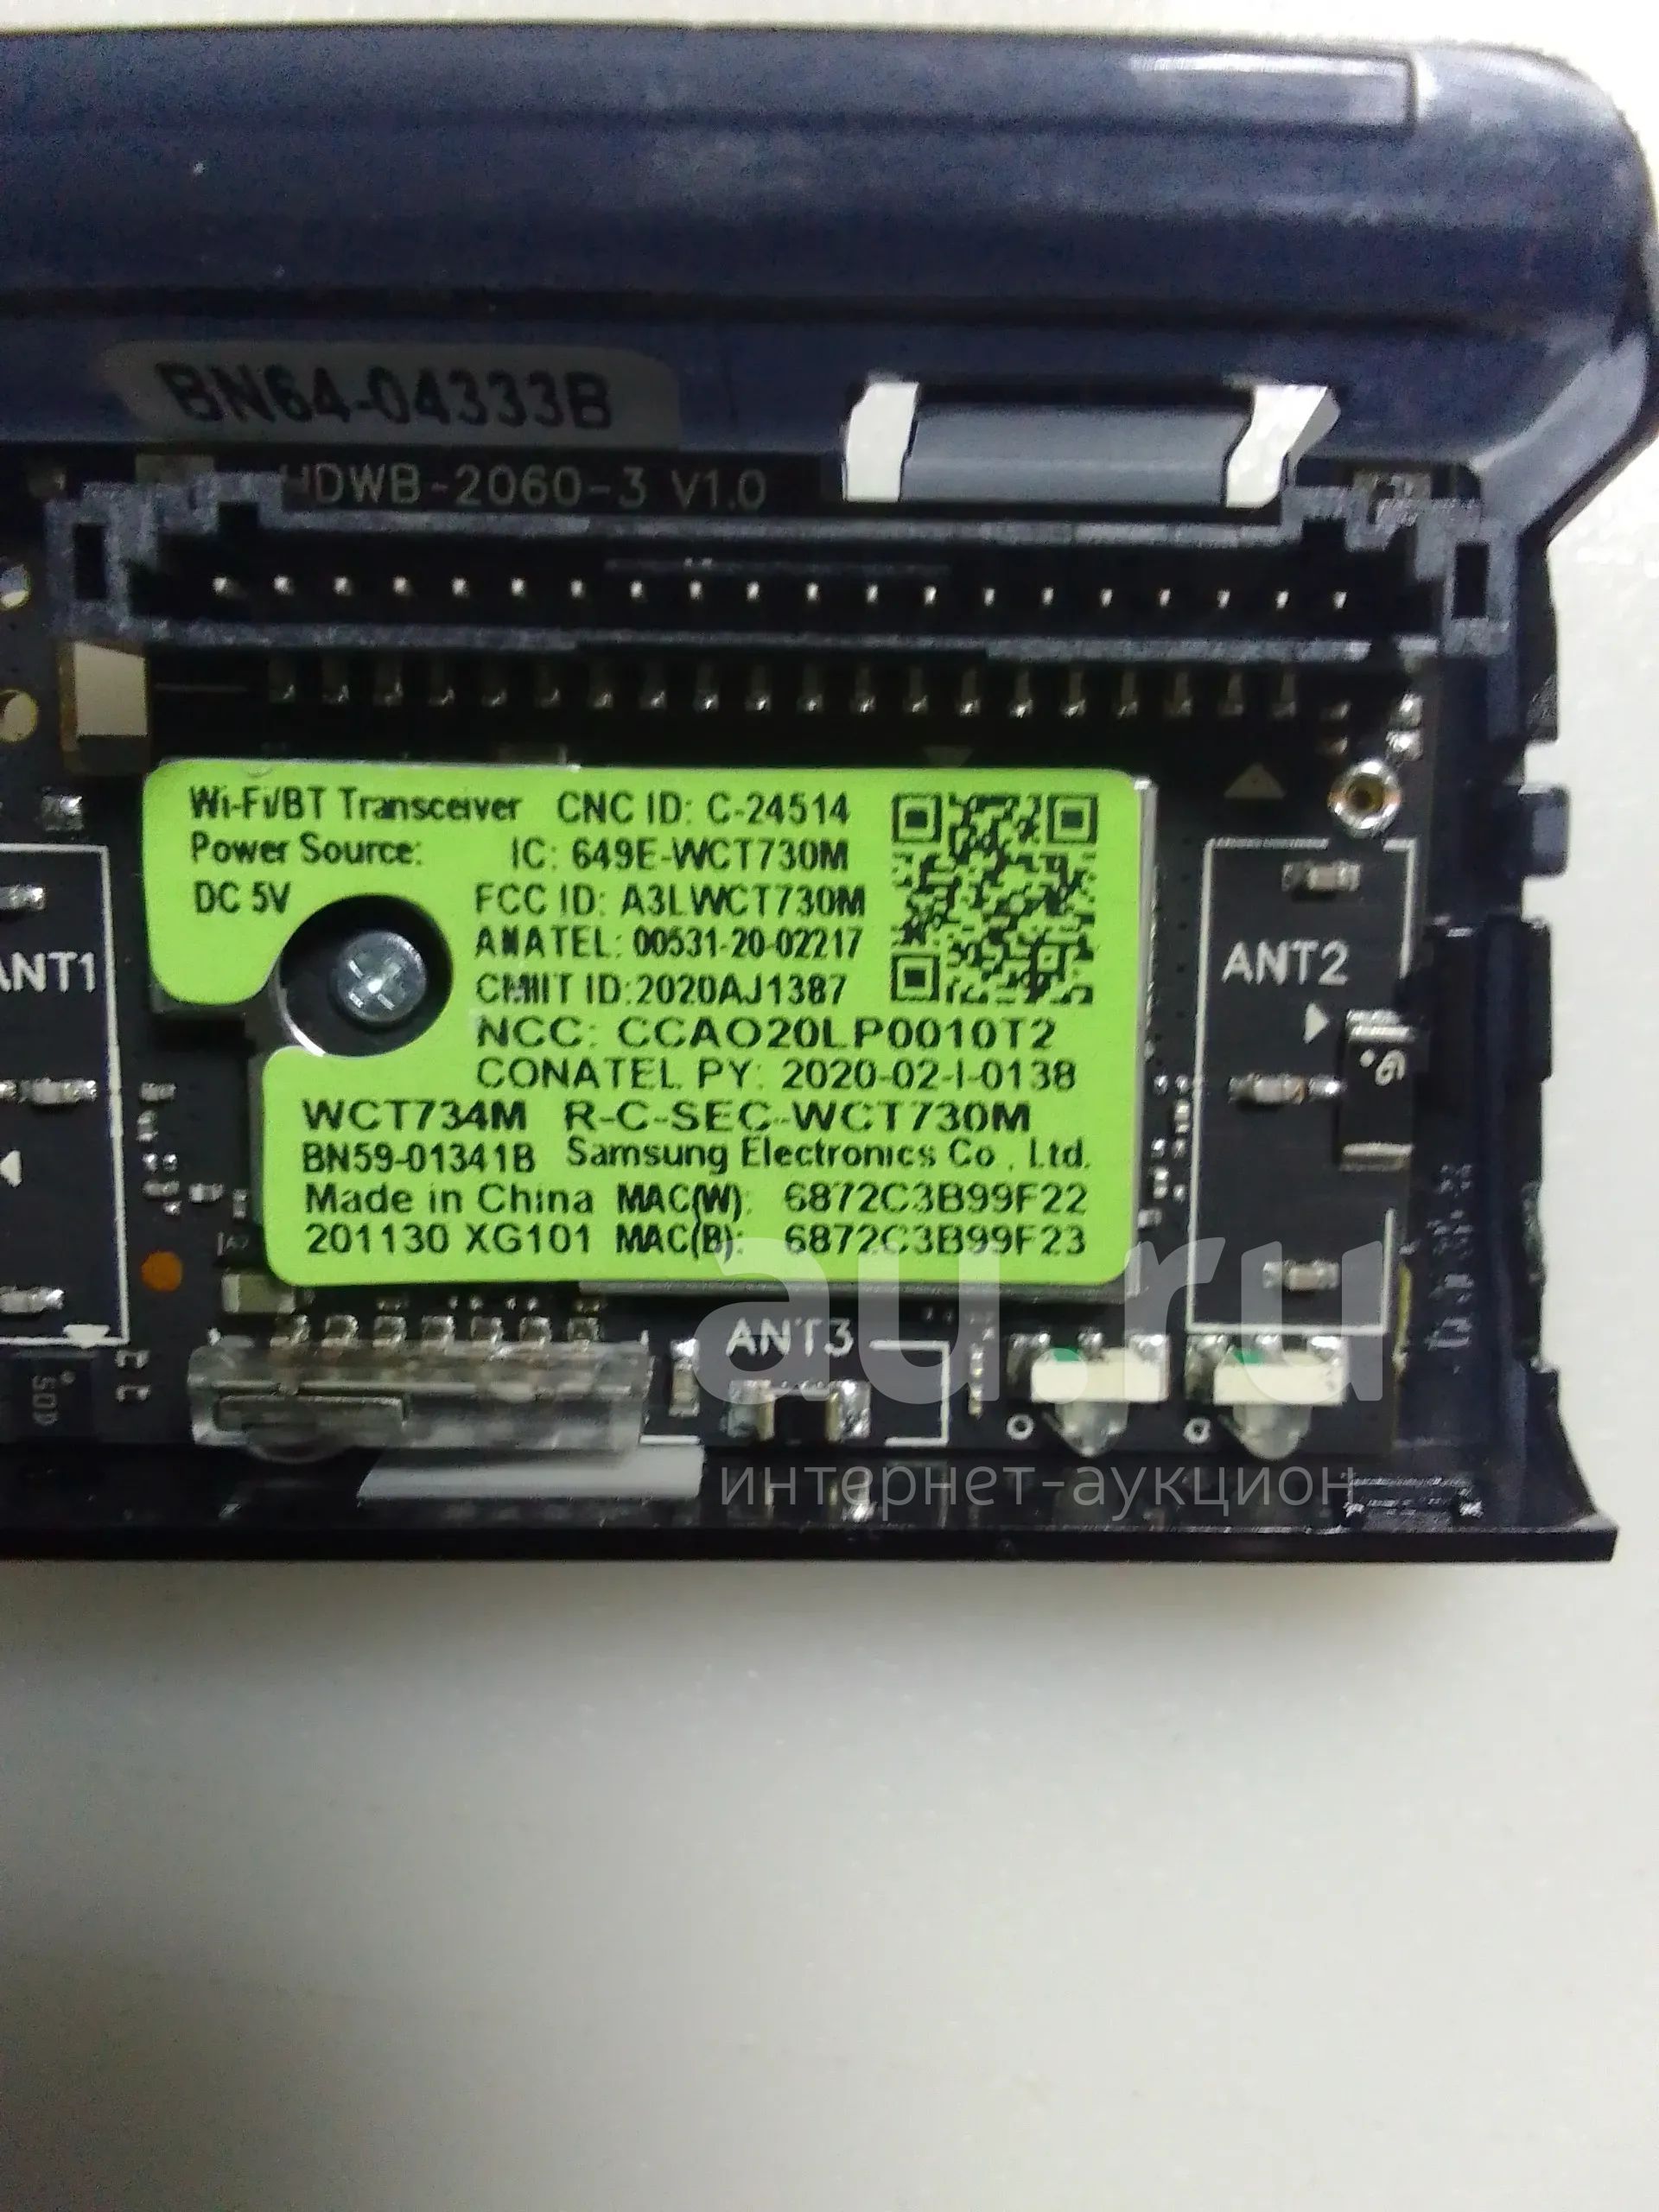 BN64-04333B
HDWB-2060-3 V1.0
Wi-Fi/BT Transceiver CNC ID: C-24514
Power Source: IC: 649E-WCT730M
DC 5V FCC ID: A3LWCT730M
ANATEL: 00531-20-02217
CMIIT ID:2020AJ1387
NCC: CCAO20LP0010T2
CONATEL PY: 2020-02-I-0138
WCT734M R-C-SEC-WCT730M
BN59-01341B Samsung Electronics Co., Ltd.
Made in China MAC(W): 6872C3B99F22
201130 XG101 MAC(B): 6872C3B99F23
ANT1
ANT2
ANT3
au.ru
интернет-аукцион